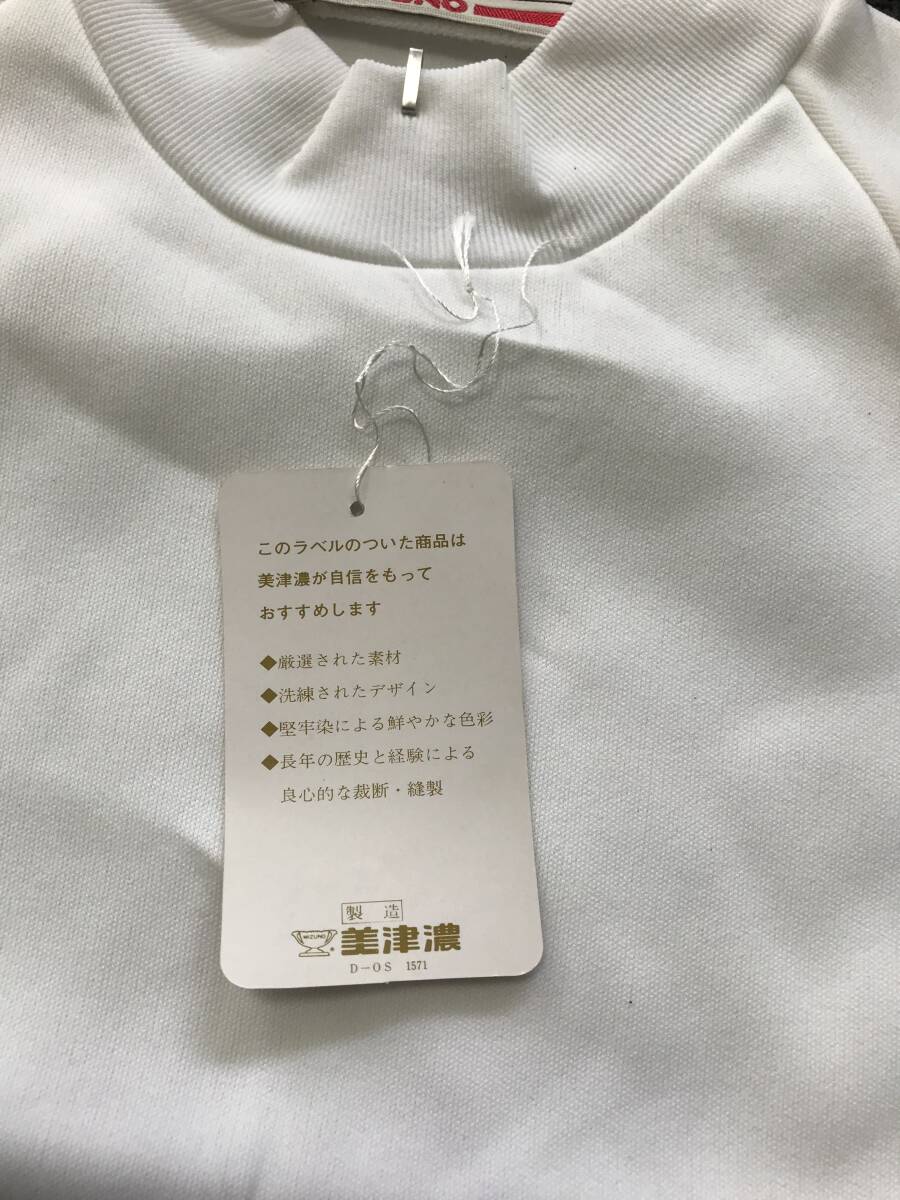 UNO
このラベルのついた商品は
美津濃が自信をもって
おすすめします
◆厳選された素材
◆洗練されたデザイン
◆堅牢染による鮮やかな色彩
◆長年の歴史と経験による
良心的な裁断・縫製
製造
MIZUNO
美津濃
D-OS 1571